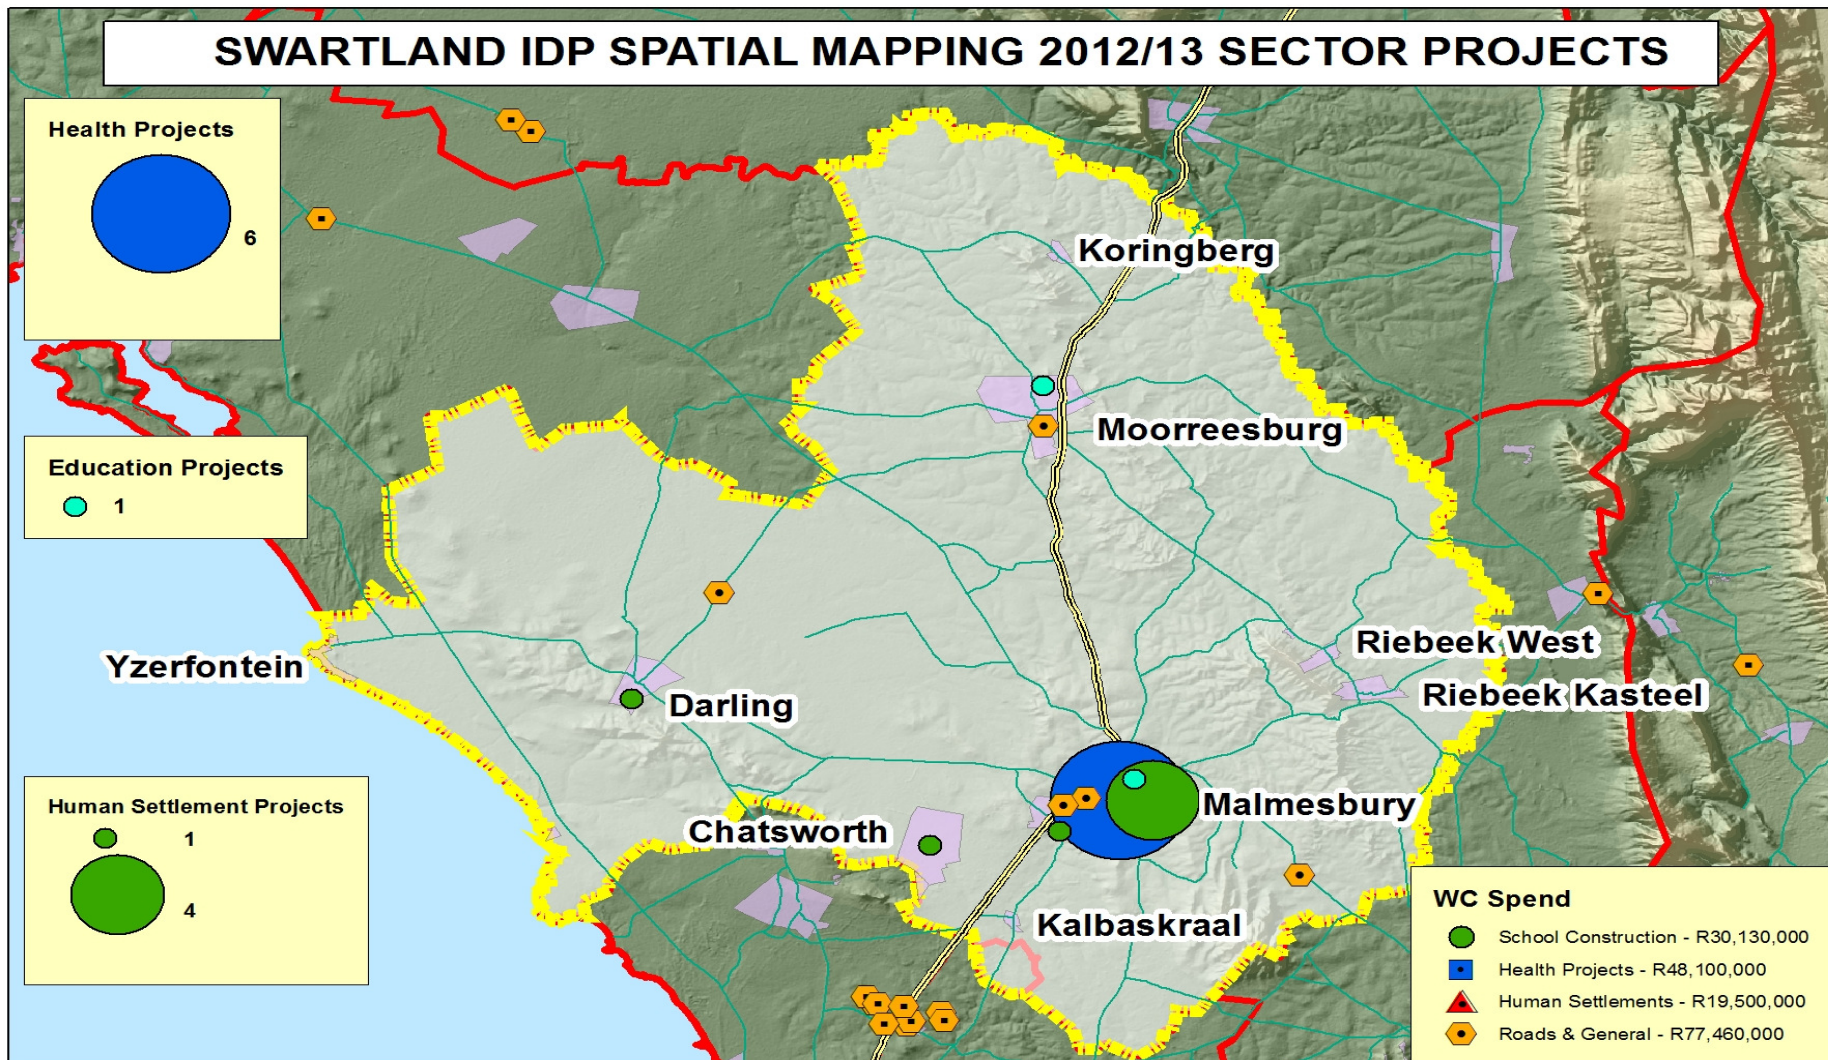 SWARTLAND IDP SPATIAL MAPPING 2012/13 SECTOR PROJECTS
Health Projects
6
Education Projects
1
Human Settlement Projects
1
4
Koringberg
Moorreesburg
Riebeek West
Riebeek Kasteel
Yzerfontein
Darling
Malmesbury
Chatsworth
Kalbaskraal
WC Spend
School Construction - R30,130,000
Health Projects - R48,100,000
Human Settlements - R19,500,000
Roads & General - R77,460,000